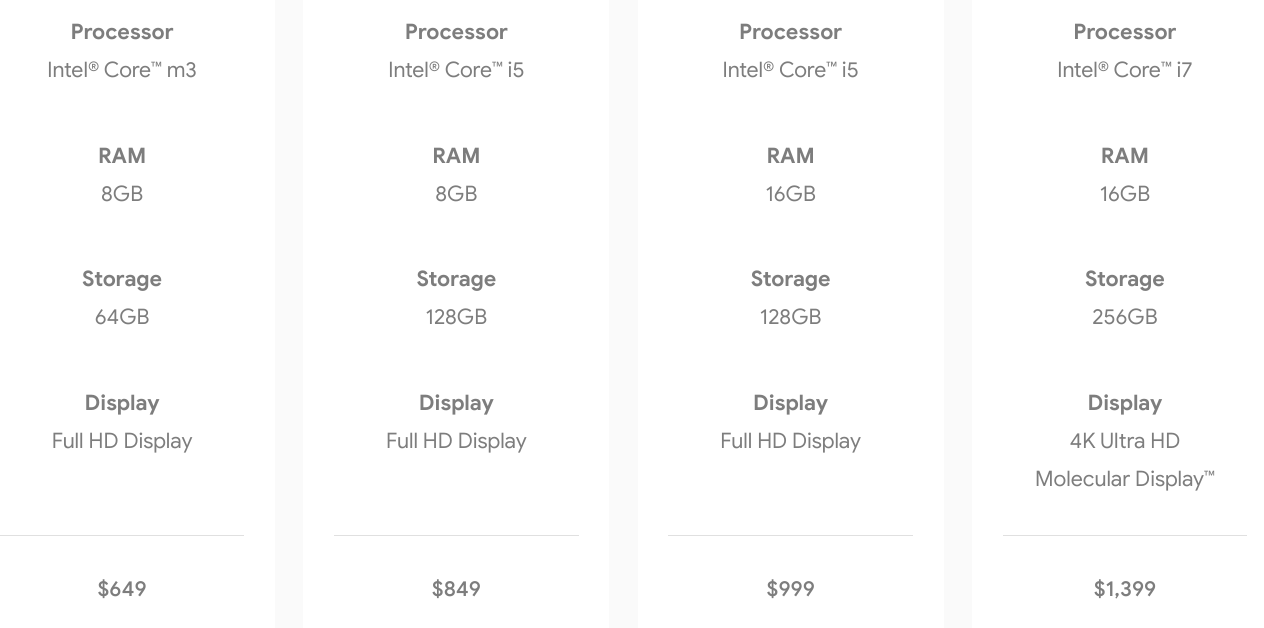 Processor
Intel® Core™ m3
RAM
8GB
Storage
64GB
Display
Full HD Display
$649
Processor
Intel® Core™ i5
RAM
8GB
Storage
128GB
Display
Full HD Display
$849
Processor
Intel® Core™ i5
RAM
16GB
Storage
128GB
Display
Full HD Display
$999
Processor
Intel® Core™ i7
RAM
16GB
Storage
256GB
Display
4K Ultra HD
Molecular Display™
$1,399